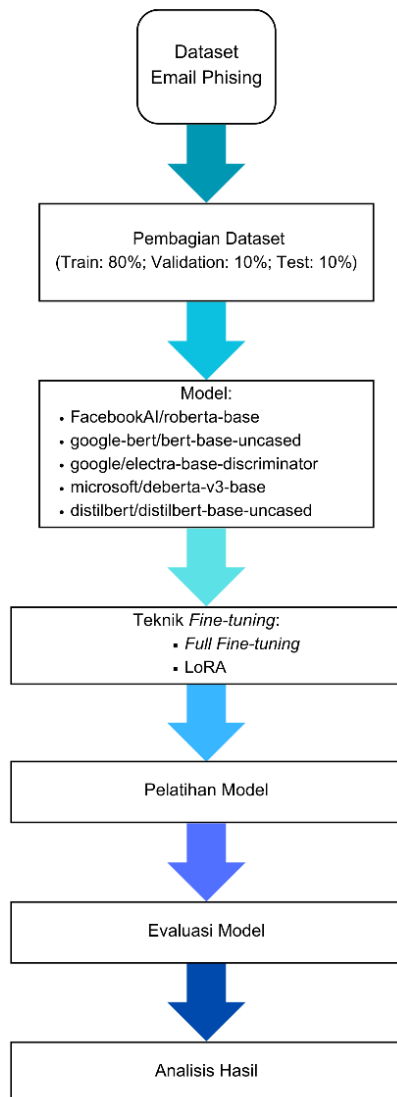 Dataset
Email Phising
Pembagian Dataset
(Train: 80%; Validation: 10%; Test: 10%)
Model:
• FacebookAI/roberta-base
• google-bert/bert-base-uncased
• google/electra-base-discriminator
• microsoft/deberta-v3-base
• distilbert/distilbert-base-uncased
Teknik Fine-tuning:
▪ Full Fine-tuning
▪ LoRA
Pelatihan Model
Evaluasi Model
Analisis Hasil